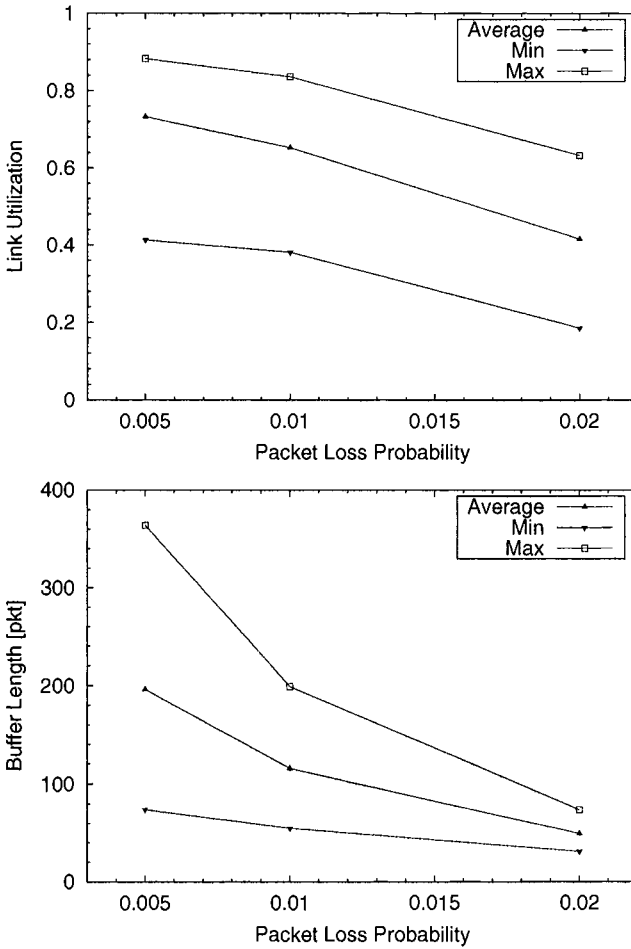 1
0.8
0.6
0.4
0.2
0
Link Utilization
Average
Min
Max
0.005
0.01
0.015
0.02
Packet Loss Probability
400
300
200
100
0
Buffer Length [pkt]
Average
Min
Max
0.005
0.01
0.015
0.02
Packet Loss Probability